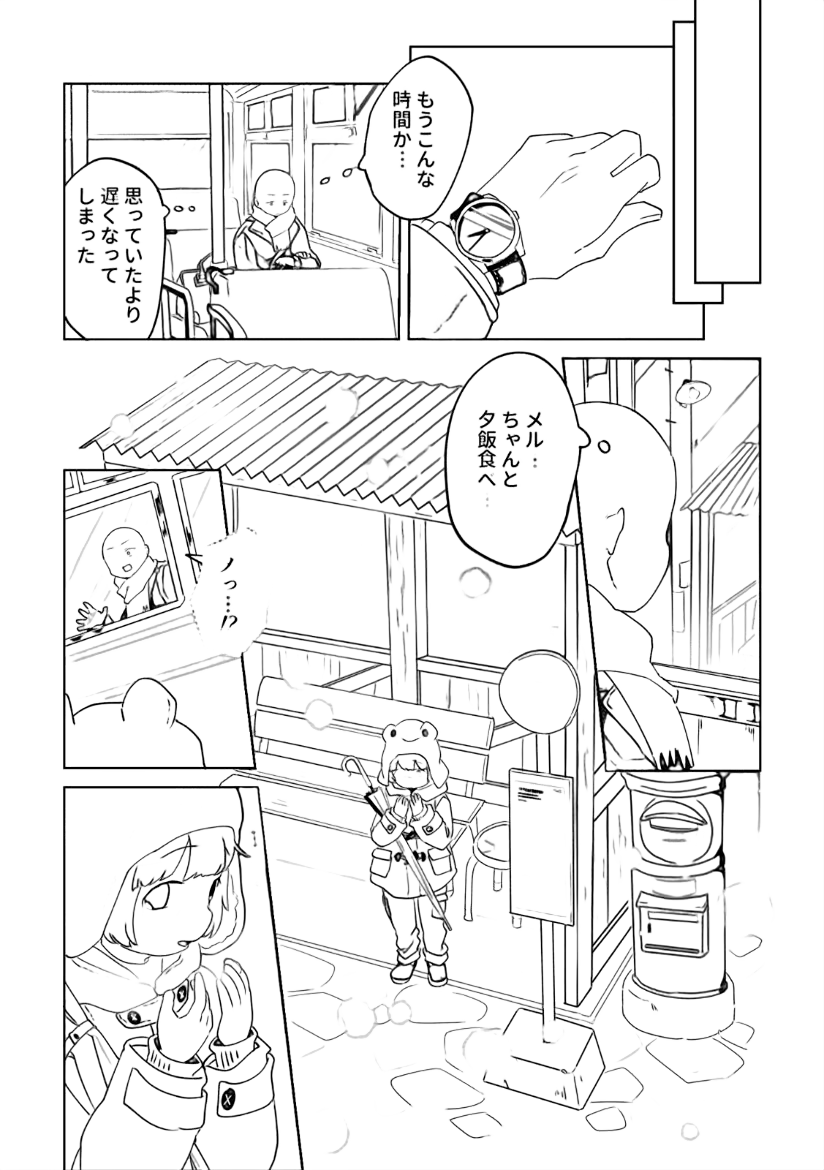 もうこんな
時間か…
思っていたより
遅くなって
しまった
メル‥
ちゃんと
夕飯食べ
ノっ…!?